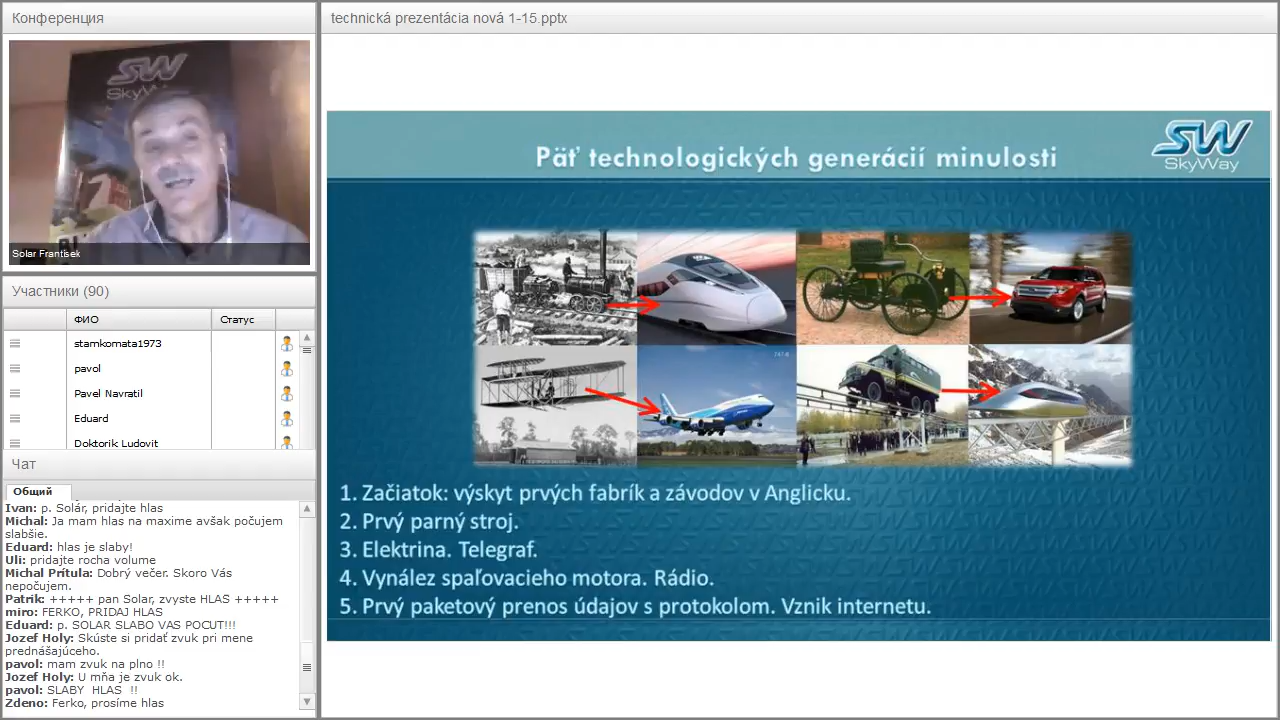 Конференция
SW
SkyWay
Solar František
Участники (90)
ФИО
Статус
stamkomata1973
pavol
Pavel Navratil
Eduard
Doktorik Ludovit
Чат
Общий
Ivan: p. Solár, pridajte hlas
Michal: Ja mam hlas na maxime avšak počujem
slabšie.
Eduard: hlas je slaby!
Uli: pridajte rocha volume
Michal Prítula: Dobrý večer. Skoro Vás
nepočujem.
Patrik: +++++ pan Solar, zvyste HLAS +++++
miro: FERKO, PRIDAJ HLAS
Eduard: p. SOLAR SLABO VAS POCUT!!!
Jozef Holy: Skúste si pridať zvuk pri mene
prednášajúceho.
pavol: mam zvuk na plno !!
Jozef Holy: U mňa je zvuk ok.
pavol: SLABY HLAS !!
Zdeno: Ferko, prosíme hlas
technická prezentácia nová 1-15.pptx
Päť technologických generácií minulosti
SW
SkyWay
1. Začiatok: výskyt prvých fabrík a závodov v Anglicku.
2. Prvý parný stroj.
3. Elektrina. Telegraf.
4. Vynález spaľovacieho motora. Rádio.
5. Prvý paketový prenos údajov s protokolom. Vznik internetu.